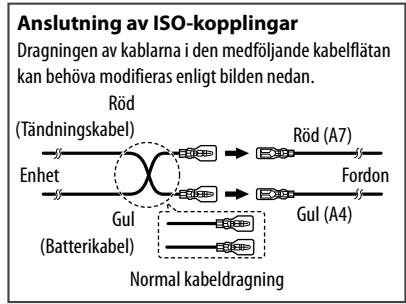 Anslutning av ISO-kopplingar
Dragningen av kablarna i den medföljande kabelflätan
kan behöva modifieras enligt bilden nedan.
Röd
(Tändningskabel)
Röd (A7)
Enhet
Fordon
Gul
(Batterikabel)
Gul (A4)
Normal kabeldragning